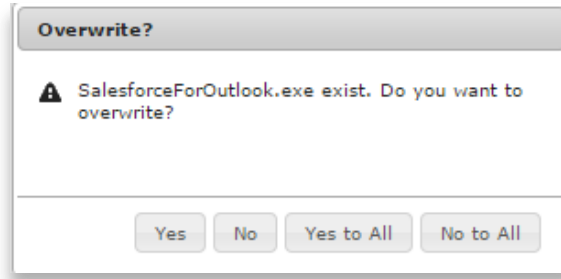 Overwrite?
SalesforceForOutlook.exe exist. Do you want to
overwrite?
Yes No Yes to All No to All